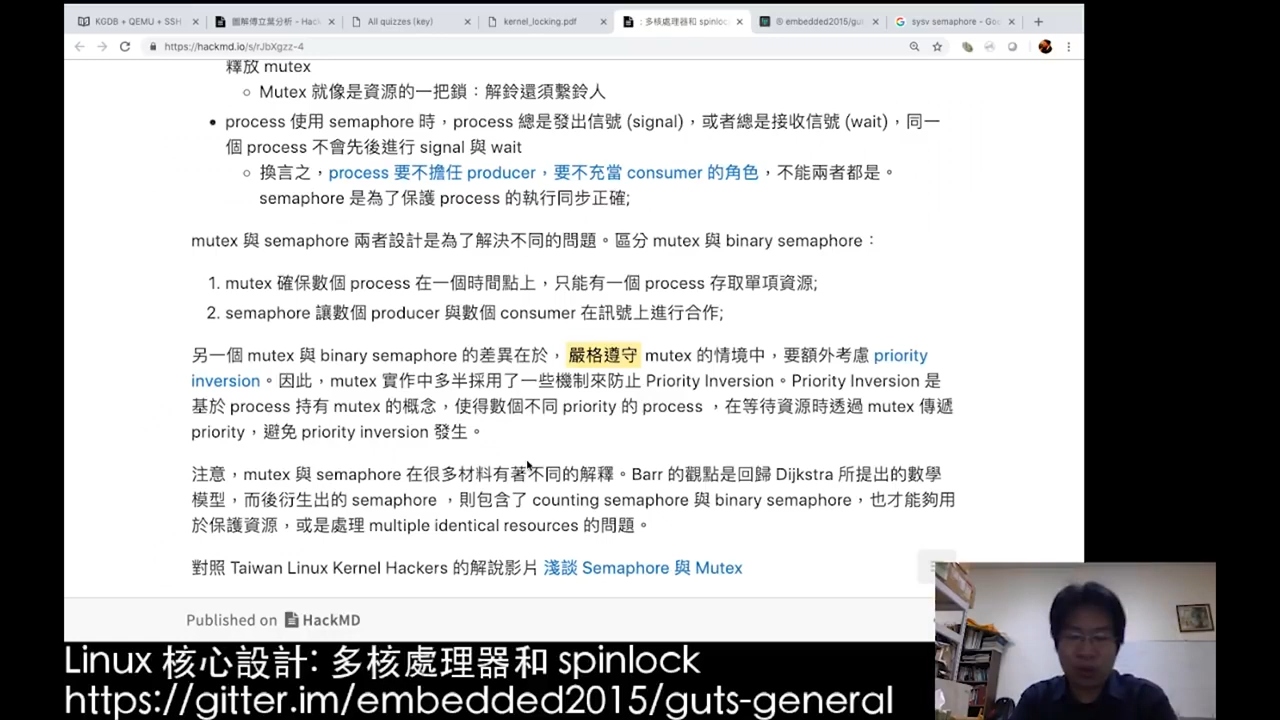 KGDB + QEMU + SSH
圖解傅立葉分析 - Hack
All quizzes (key)
kernel_locking.pdf
: 多核處理器和 spinloc
embedded2015/gut
sysv semaphore - Goo
https://hackmd.io/s/rJbXgzz-4
釋放 mutex
Mutex 就像是資源的一把鎖：解鈴還須繫鈴人
process 使用 semaphore 時，process 總是發出信號 (signal)，或者總是接收信號 (wait)，同一
個 process 不會先後進行 signal 與 wait
換言之，process 要不擔任 producer，要不充當 consumer 的角色，不能兩者都是。
semaphore 是為了保護 process 的執行同步正確;
mutex 與 semaphore 兩者設計是為了解決不同的問題。區分 mutex 與 binary semaphore：
1. mutex 確保數個 process 在一個時間點上，只能有一個 process 存取單項資源;
2. semaphore 讓數個 producer 與數個 consumer 在訊號上進行合作;
另一個 mutex 與 binary semaphore 的差異在於，嚴格遵守 mutex 的情境中，要額外考慮 priority
inversion。因此，mutex 實作中多半採用了一些機制來防止 Priority Inversion。Priority Inversion 是
基於 process 持有 mutex 的概念，使得數個不同 priority 的 process ，在等待資源時透過 mutex 傳遞
priority，避免 priority inversion 發生。
注意，mutex 與 semaphore 在很多材料有著不同的解釋。Barr 的觀點是回歸 Dijkstra 所提出的數學
模型，而後衍生出的 semaphore ，則包含了 counting semaphore 與 binary semaphore，也才能夠用
於保護資源，或是處理 multiple identical resources 的問題。
對照 Taiwan Linux Kernel Hackers 的解說影片 淺談 Semaphore 與 Mutex
Published on HackMD
Linux 核心設計: 多核處理器和 spinlock
https://gitter.im/embedded2015/guts-general